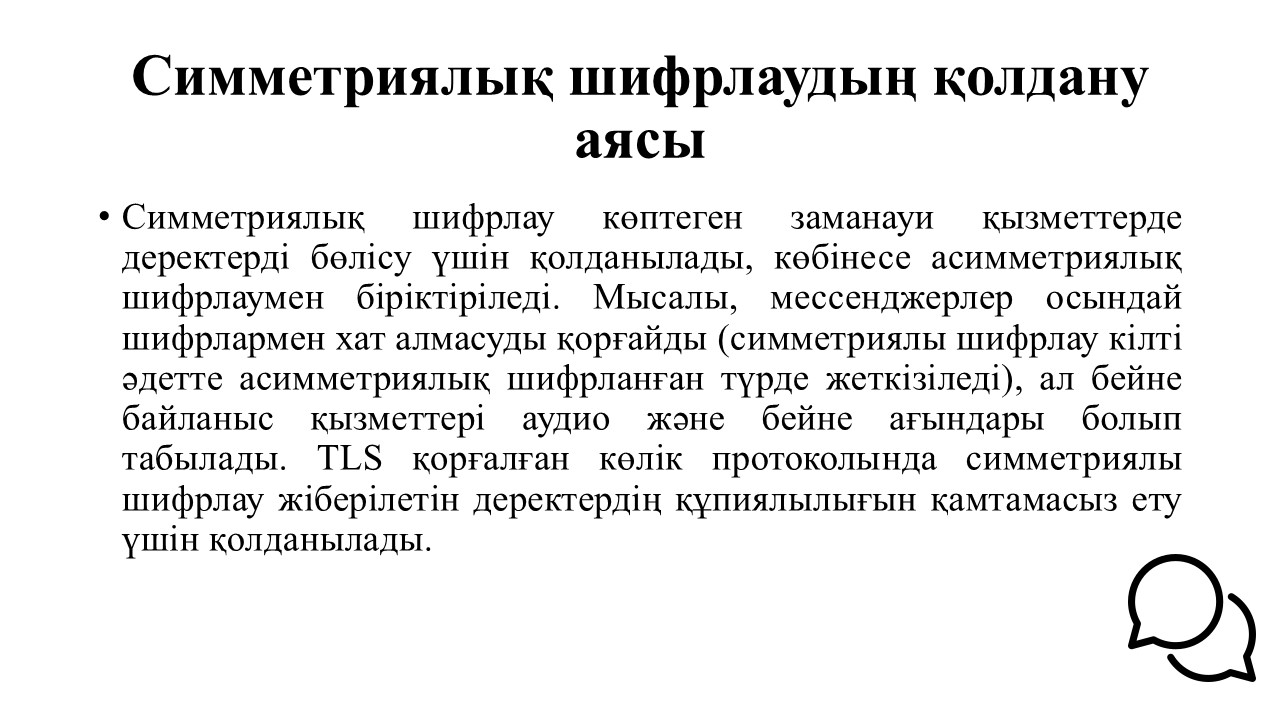 Симметриялық шифрлаудың қолдану
аясы
• Симметриялық шифрлау көптеген заманауи қызметтерде
деректерді бөлісу үшін қолданылады, көбінесе асимметриялық
шифрлаумен біріктіріледі. Мысалы, мессенджерлер осындай
шифрлармен хат алмасуды қорғайды (симметриялы шифрлау кілті
әдетте асимметриялық шифрланған түрде жеткізіледі), ал бейне
байланыс қызметтері аудио және бейне ағындары болып
табылады. TLS қорғалған көлік протоколында симметриялы
шифрлау жіберілетін деректердің құпиялылығын қамтамасыз ету
үшін қолданылады.